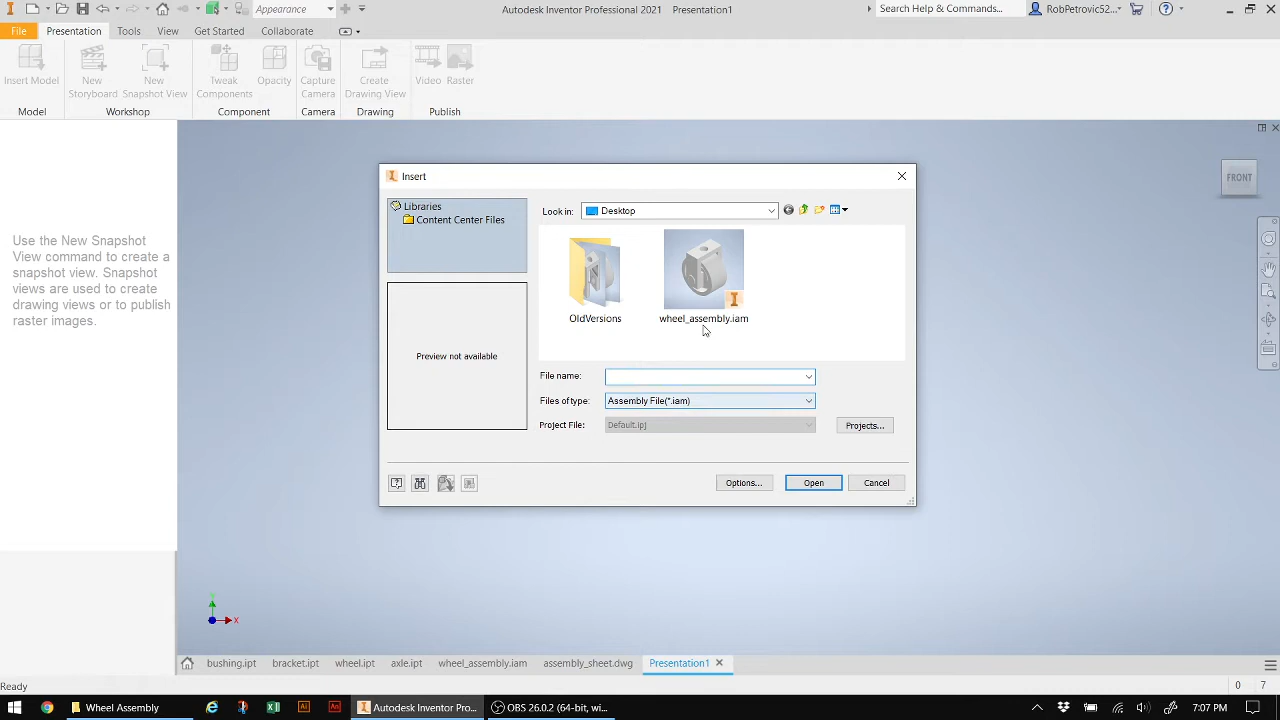 Appearance
Autodesk Inventor Professional 2021 Presentation1
Search Help & Commands...
RobPetrovic52...
File Presentation Tools View Get Started Collaborate
Insert Model
New Storyboard
New Snapshot View
Tweak Components
Opacity
Capture Camera
Create Drawing View
Video
Raster
Model Workshop Component Camera Drawing Publish
Use the New Snapshot
View command to create a
snapshot view. Snapshot
views are used to create
drawing views or to publish
raster images.
FRONT
Insert
Libraries
Content Center Files
Look in: Desktop
OldVersions
wheel_assembly.iam
Preview not available
File name:
Files of type: Assembly File(*.iam)
Project File: Default.ipj
Projects...
Options... Open Cancel
Y
X
bushing.ipt bracket.ipt wheel.ipt axle.ipt wheel_assembly.iam assembly_sheet.dwg Presentation1
Ready
0 7
Wheel Assembly
Autodesk Inventor Pro...
OBS 26.0.2 (64-bit, wi...
7:07 PM